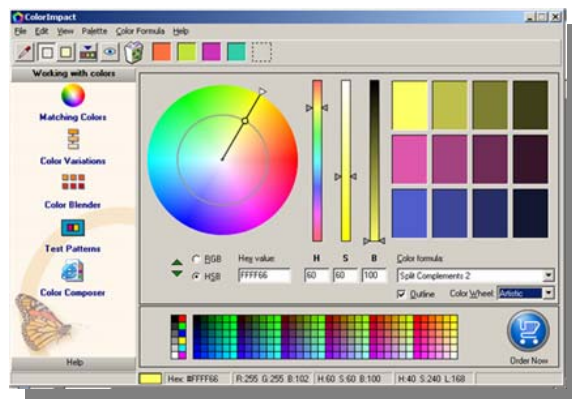 ColorImpact
File Edit View Palette Color Formula Help
Working with colors
Matching Colors
Color Variations
Color Blender
Test Patterns
Color Composer
Help
RGB
HSB
Hex value:
FFFF66
H S B
60 60 100
Color formula:
Split Complements 2
Outline Color Wheel: Artistic
Order Now
Hex: #FFFF66 R:255 G:255 B:102 H:60 S:60 B:100 H:40 S:240 L:168